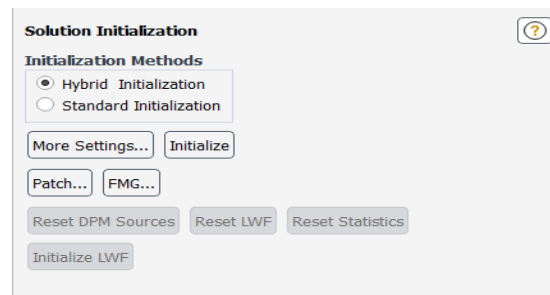 Solution Initialization
?
Initialization Methods
Hybrid Initialization
Standard Initialization
More Settings... Initialize
Patch... FMG...
Reset DPM Sources Reset LWF Reset Statistics
Initialize LWF